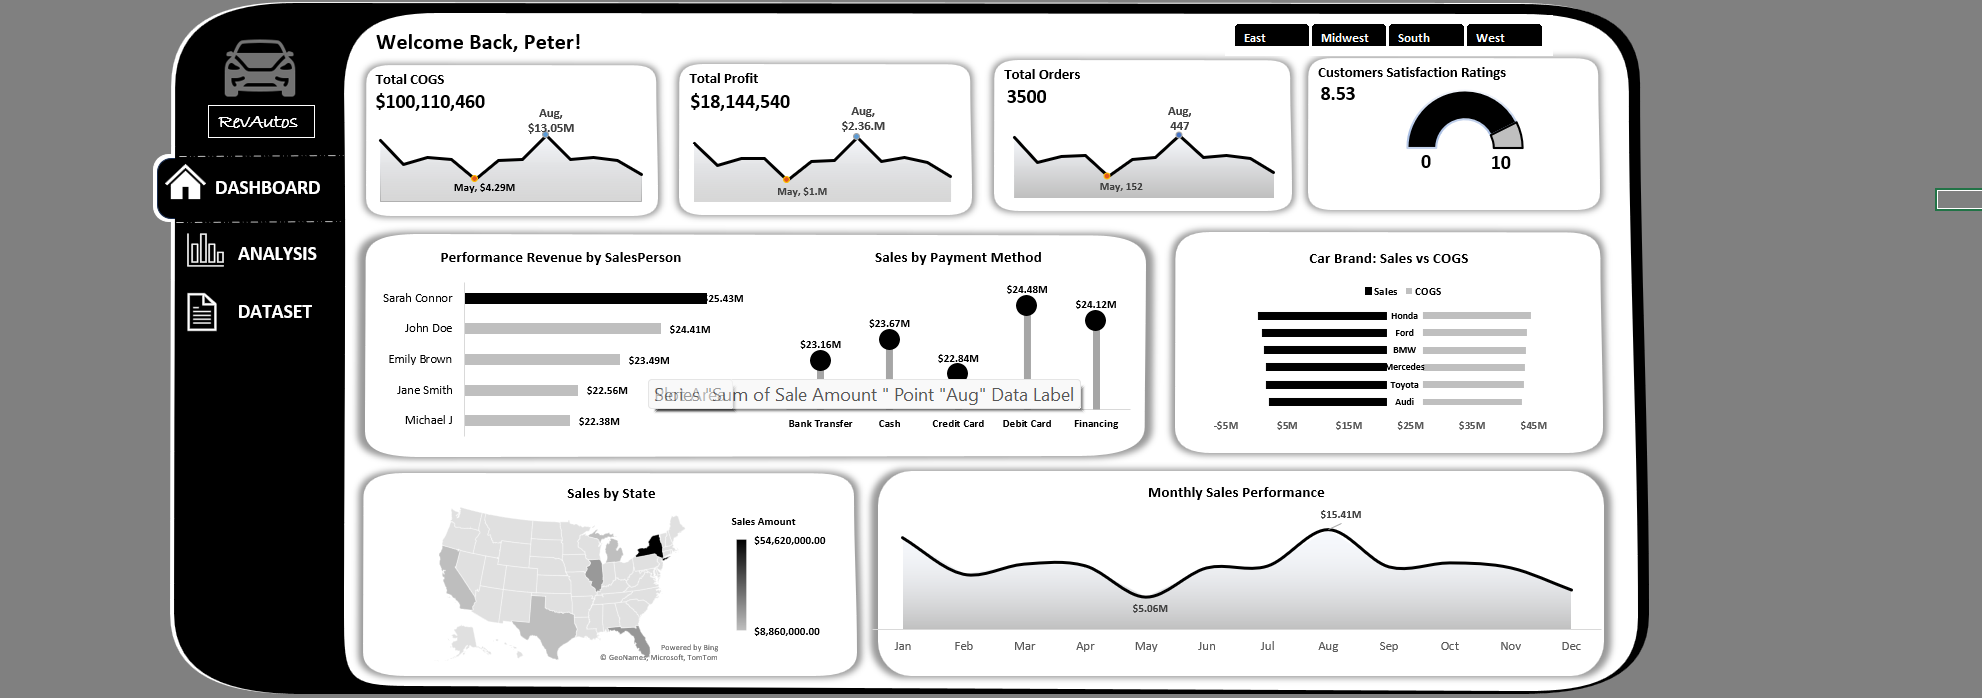 Welcome Back, Peter!
East
Midwest
South
West
RevAutos
DASHBOARD
ANALYSIS
DATASET
Total COGS
$100,110,460
Aug,
$13.05M
May, $4.29M
Total Profit
$18,144,540
Aug,
$2.36.M
May, $1.M
Total Orders
3500
Aug,
447
May, 152
Customers Satisfaction Ratings
8.53
0
10
Performance Revenue by SalesPerson
Sarah Connor
25.43M
John Doe
$24.41M
Emily Brown
$23.49M
Jane Smith
$22.56M
Michael J
$22.38M
Sales by Payment Method
$24.48M
$24.12M
$23.67M
$23.16M
$22.84M
"Sum of Sale Amount " Point "Aug" Data Label
Bank Transfer
Cash
Credit Card
Debit Card
Financing
Car Brand: Sales vs COGS
Sales
COGS
Honda
Ford
BMW
Mercedes
Toyota
Audi
-$5M
$5M
$15M
$25M
$35M
$45M
Sales by State
Sales Amount
$54,620,000.00
$8,860,000.00
Powered by Bing
© GeoNames, Microsoft, TomTom
Monthly Sales Performance
$15.41M
$5.06M
Jan
Feb
Mar
Apr
May
Jun
Jul
Aug
Sep
Oct
Nov
Dec